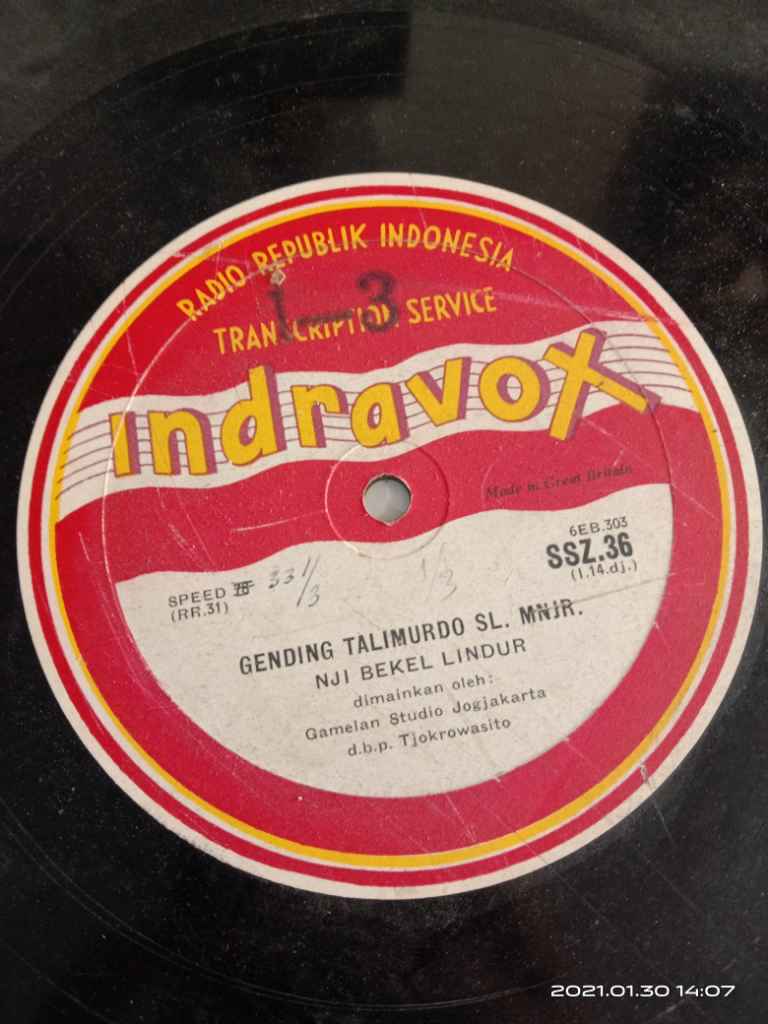 RADIO REPUBLIK INDONESIA
TRANSCRIPTION SERVICE
1-3
Indravox
Made in Great Britain
6EB.303
SSZ.36
(I.14.dj.)
SPEED 78 33 1/3
(RR.31)
1/3
GENDING TALIMURDO SL. MNJR.
NJI BEKEL LINDUR
dimainkan oleh:
Gamelan Studio Jogjakarta
d.b.p. Tjokrowasito
2021.01.30 14:07